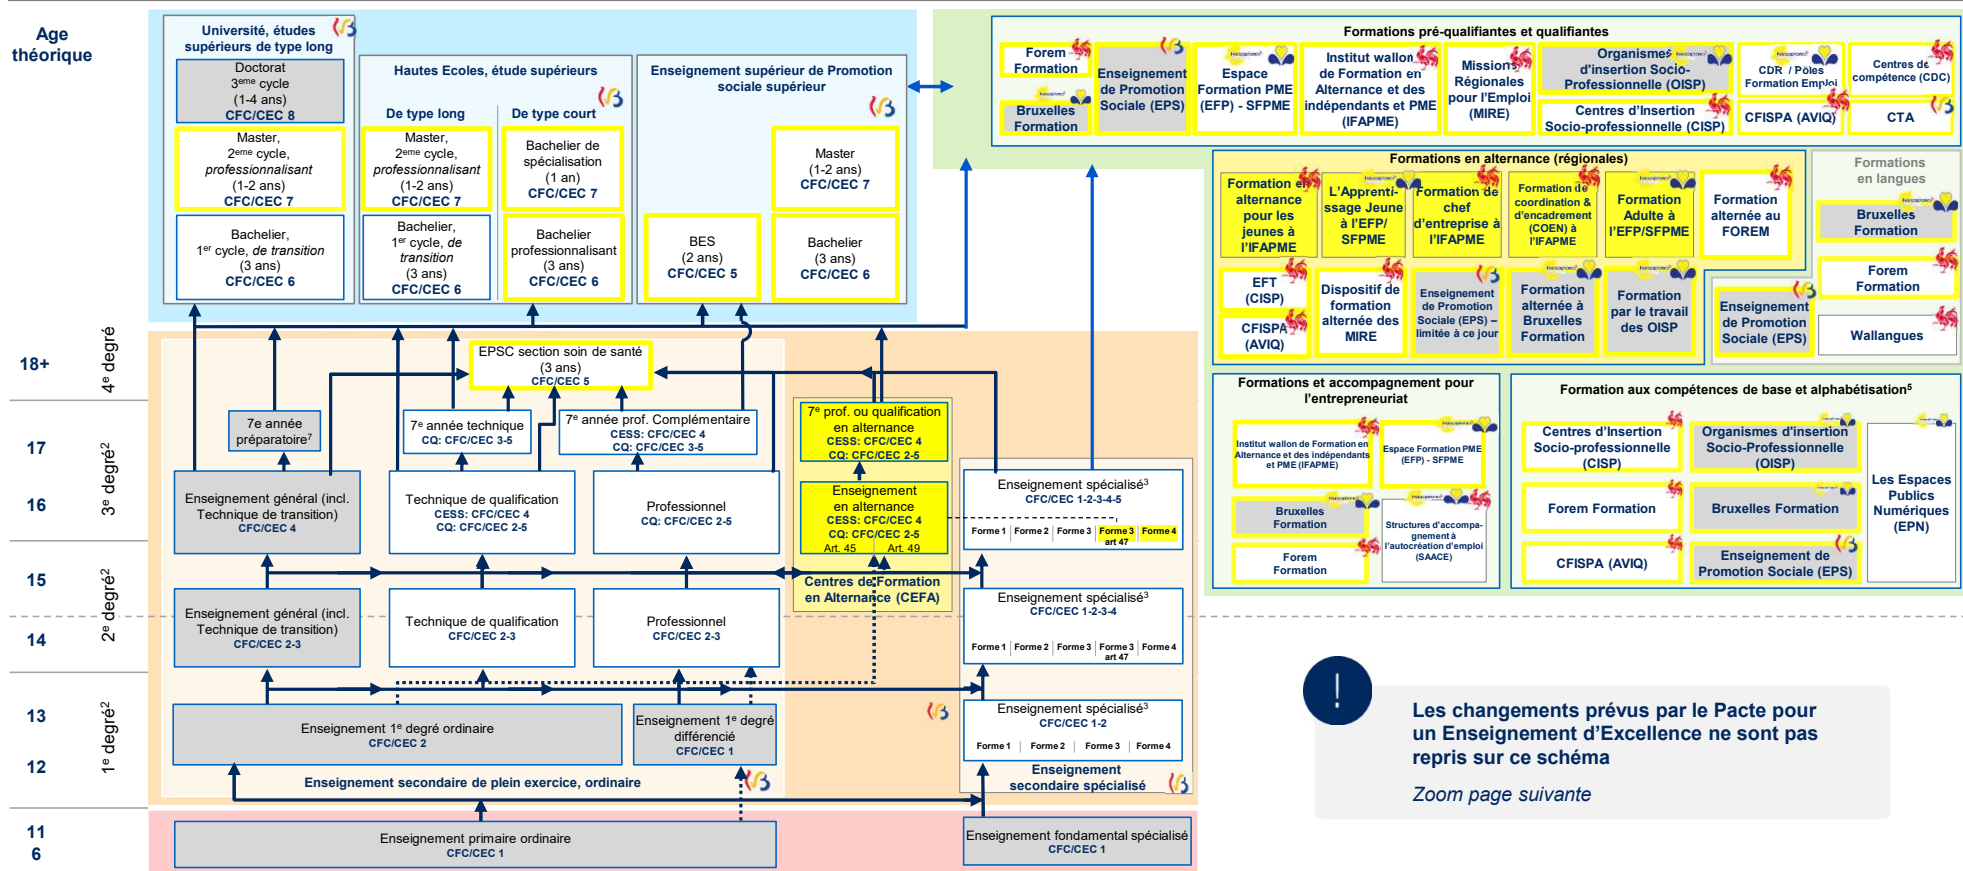 Age
théorique
18+
17
16
15
14
13
12
11
6
4e degré
3e degré2
2e degré2
1e degré2
Université, études
supérieurs de type long
Doctorat
3eme cycle
(1-4 ans)
CFC/CEC 8
Master,
2eme cycle,
professionnalisant
(1-2 ans)
CFC/CEC 7
Bachelier,
1er cycle, de transition
(3 ans)
CFC/CEC 6
Hautes Ecoles, étude supérieurs
De type long
De type court
Master,
2eme cycle,
professionnalisant
(1-2 ans)
CFC/CEC 7
Bachelier,
1er cycle, de
transition
(3 ans)
CFC/CEC 6
Bachelier de
spécialisation
(1 an)
CFC/CEC 7
Bachelier
professionnalisant
(3 ans)
CFC/CEC 6
Enseignement supérieur de Promotion
sociale supérieur
Master
(1-2 ans)
CFC/CEC 7
BES
(2 ans)
CFC/CEC 5
Bachelier
(3 ans)
CFC/CEC 6
EPSC section soin de santé
(3 ans)
CFC/CEC 5
7e année
préparatoire7
7e année technique
CQ: CFC/CEC 3-5
7e année prof. Complémentaire
CESS: CFC/CEC 4
CQ: CFC/CEC 3-5
7e prof. ou qualification
en alternance
CESS: CFC/CEC 4
CQ: CFC/CEC 2-5
Enseignement général (incl.
Technique de transition)
CFC/CEC 4
Technique de qualification
CESS: CFC/CEC 4
CQ: CFC/CEC 2-5
Professionnel
CQ: CFC/CEC 2-5
Enseignement
en alternance
CESS: CFC/CEC 4
CQ: CFC/CEC 2-5
Art. 45 Art. 49
Centres de Formation
en Alternance (CEFA)
Enseignement spécialisé3
CFC/CEC 1-2-3-4-5
Forme 1 Forme 2 Forme 3 Forme 3 Forme 4
art 47
Enseignement général (incl.
Technique de transition)
CFC/CEC 2-3
Technique de qualification
CFC/CEC 2-3
Professionnel
CFC/CEC 2-3
Enseignement spécialisé3
CFC/CEC 1-2-3-4
Forme 1 Forme 2 Forme 3 Forme 3 Forme 4
art 47
Enseignement 1e degré ordinaire
CFC/CEC 2
Enseignement 1e degré
différencié
CFC/CEC 1
Enseignement spécialisé3
CFC/CEC 1-2
Forme 1 Forme 2 Forme 3 Forme 4
Enseignement secondaire de plein exercice, ordinaire
Enseignement
secondaire spécialisé
Enseignement primaire ordinaire
CFC/CEC 1
Enseignement fondamental spécialisé
CFC/CEC 1
Formations pré-qualifiantes et qualifiantes
Forem
Formation
Bruxelles
Formation
Enseignement
de Promotion
Sociale (EPS)
Espace
Formation PME
(EFP) - SFPME
Institut wallon
de Formation en
Alternance et des
indépendants et PME
(IFAPME)
Missions
Régionales
pour l'Emploi
(MIRE)
Organismes
d'insertion Socio-
Professionnelle (OISP)
Centres d'Insertion
Socio-professionnelle (CISP)
CDR / Pôles
Formation Emploi
CFISPA (AVIQ)
Centres de
compétence (CDC)
CTA
Formations en alternance (régionales)
Formation en
alternance
pour les
jeunes à
l'IFAPME
L'Apprenti-
ssage Jeune
à l'EFP/
SFPME
Formation de
chef
d'entreprise à
l'IFAPME
Formation de
coordination &
d'encadrement
(COEN) à
l'IFAPME
Formation
Adulte à
l'EFP/SFPME
Formation
alternée au
FOREM
EFT
(CISP)
CFISPA
(AVIQ)
Dispositif de
formation
alternée des
MIRE
Enseignement
de Promotion
Sociale (EPS) –
limitée à ce jour
Formation
alternée à
Bruxelles
Formation
Formation
par le travail
des OISP
Formations
en langues
Bruxelles
Formation
Forem
Formation
Enseignement
de Promotion
Sociale (EPS)
Wallangues
Formations et accompagnement pour
l'entrepreuriat
Institut wallon de Formation en
Alternance et des indépendants
et PME (IFAPME)
Espace Formation PME
(EFP) - SFPME
Bruxelles
Formation
Structures d'accompa-
gnement à
l'autocréation d'emploi
(SAACE)
Forem
Formation
Formation aux compétences de base et alphabétisation5
Centres d'Insertion
Socio-professionnelle
(CISP)
Organismes d'insertion
Socio-Professionnelle
(OISP)
Forem Formation
Bruxelles Formation
CFISPA (AVIQ)
Enseignement de
Promotion Sociale (EPS)
Les Espaces
Publics
Numériques
(EPN)
!
Les changements prévus par le Pacte pour
un Enseignement d'Excellence ne sont pas
repris sur ce schéma
Zoom page suivante